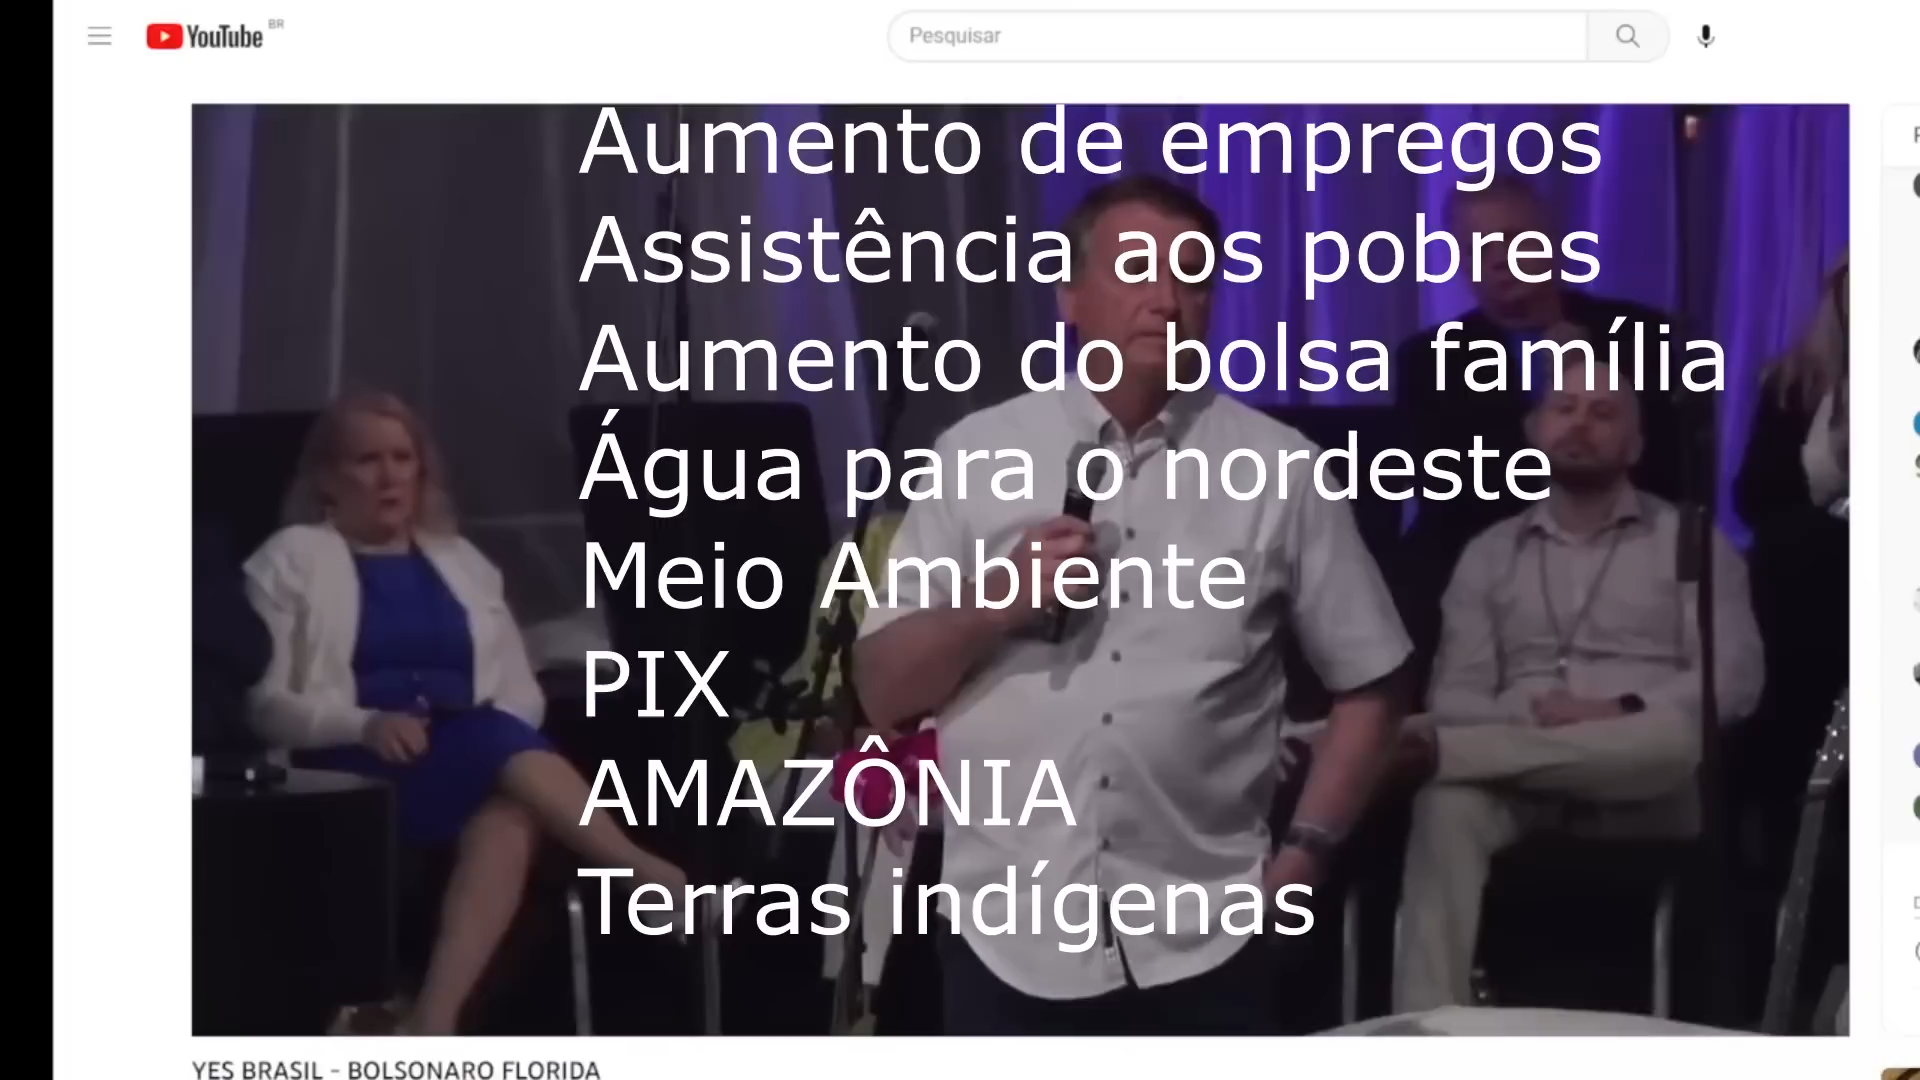 YouTube BR
Pesquisar
Aumento de empregos
Assistência aos pobres
Aumento do bolsa família
Água para o nordeste
Meio Ambiente
PIX
AMAZÔNIA
Terras indígenas
YES BRASIL - BOLSONARO FLORIDA